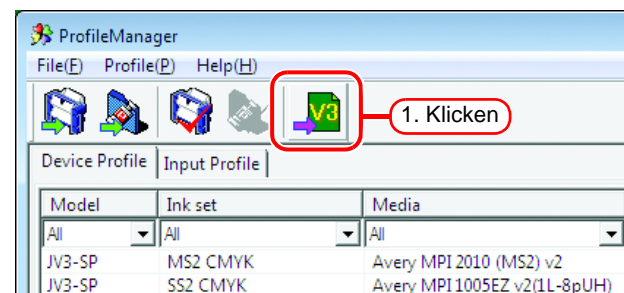 ProfileManager
File(F) Profile(P) Help(H)
V3
1. Klicken
Device Profile Input Profile
Model Ink set Media
All All All
JV3-SP MS2 CMYK Avery MPI 2010 (MS2) v2
JV3-SP SS2 CMYK Avery MPI 1005EZ v2(1L-8pUH)